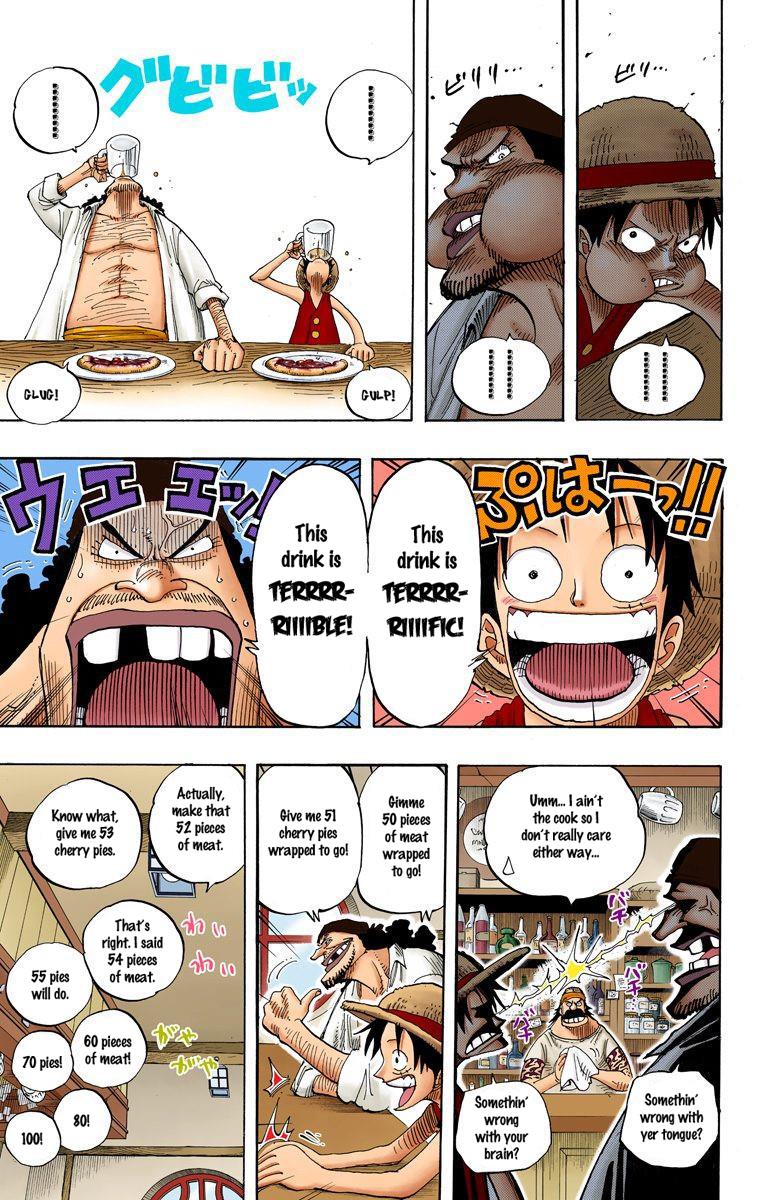 ビリリ…
!!
ビリ…
!!
グビビビッ
GULP!
GLUG!
ぷはーっ!!
This
drink is
TERRRR-
RIIIIFIC!
ウエエッ!
This
drink is
TERRRR-
RIIIIBLE!
Umm... I ain't
the cook so I
don't really care
either way...
バチ
バチ
バチ
Somethin'
wrong with
yer tongue?
Somethin'
wrong
with your
brain?
Gimme
50 pieces
of meat
wrapped
to go!
Give me 51
cherry pies
wrapped to go!
Actually,
make that
52 pieces
of meat.
Know what,
give me 53
cherry pies.
That's
right. I said
54 pieces
of meat.
わい
わい
55 pies
will do.
がや
がや
60 pieces
of meat!
70 pies!
80!
100!